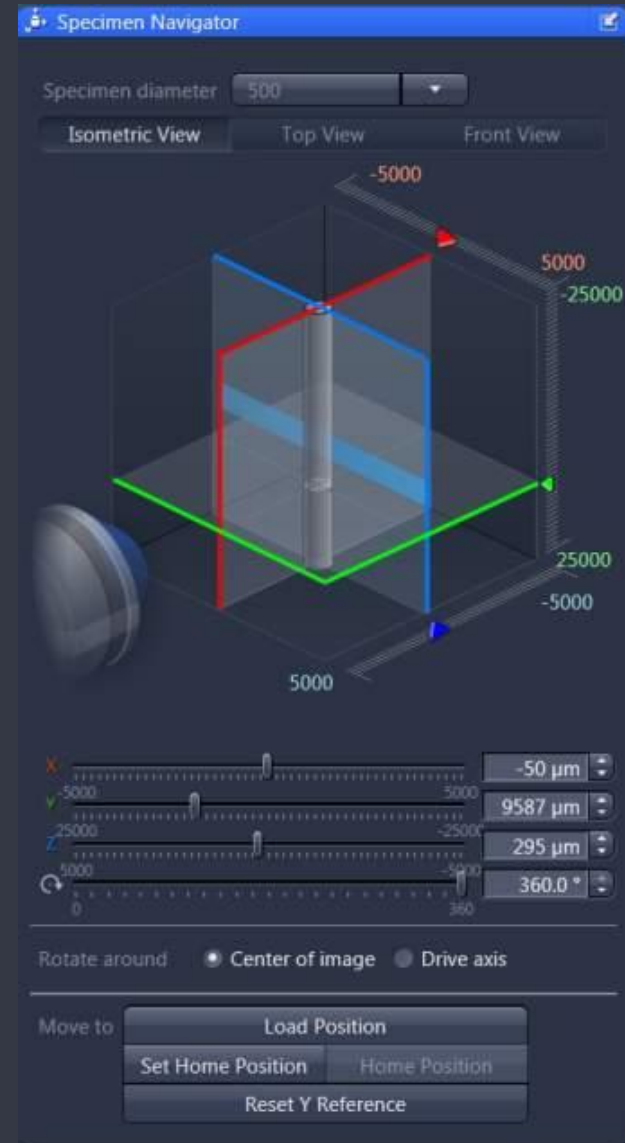 Specimen Navigator
Specimen diameter 500
Isometric View Top View Front View
-5000
5000
-25000
25000
-5000
5000
X -50 µm
-5000 5000
Y 9587 µm
25000 -25000
Z 295 µm
5000 -5000
360.0 °
0 360
Rotate around Center of image Drive axis
Move to Load Position
Set Home Position Home Position
Reset Y Reference